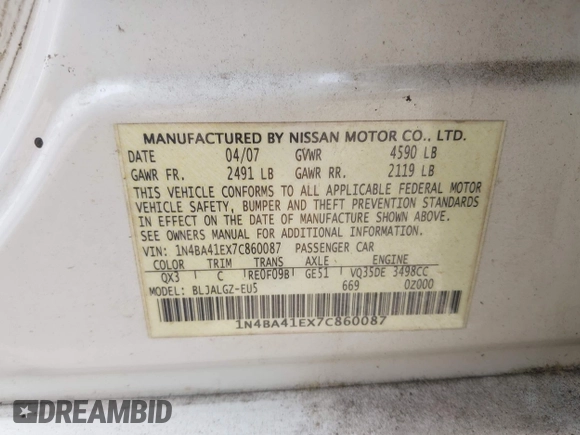 MANUFACTURED BY NISSAN MOTOR CO., LTD.
DATE 04/07 GVWR 4590 LB
GAWR FR. 2491 LB GAWR RR. 2119 LB
THIS VEHICLE CONFORMS TO ALL APPLICABLE FEDERAL MOTOR
VEHICLE SAFETY, BUMPER AND THEFT PREVENTION STANDARDS
IN EFFECT ON THE DATE OF MANUFACTURE SHOWN ABOVE.
SEE OWNERS MANUAL FOR ADDITIONAL INFORMATION.
VIN: 1N4BA41EX7C860087 PASSENGER CAR
COLOR TRIM TRANS AXLE ENGINE
QX3 C RE0F09B GE51 VQ35DE 3498CC
MODEL: BLJALGZ-EU5 669 0Z000
1N4BA41EX7C860087
DREAMBID